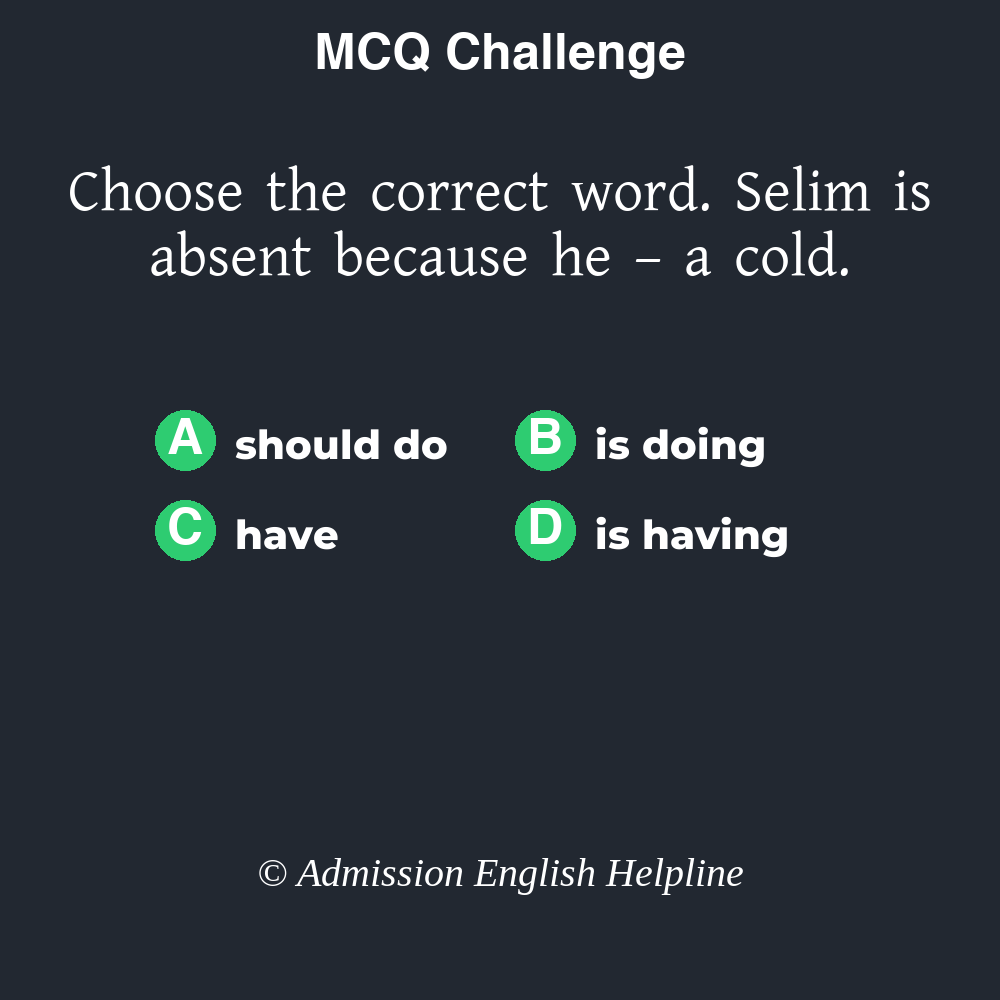 MCQ Challenge
Choose the correct word. Selim is
absent because he – a cold.
A should do
B is doing
C have
D is having
© Admission English Helpline